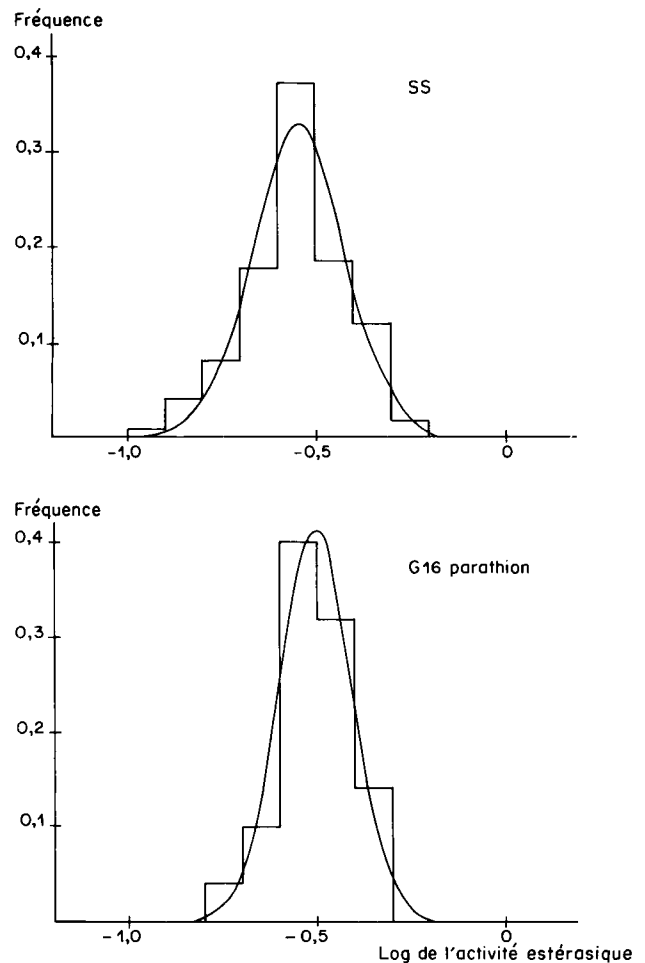 Fréquence
0,4
SS
0,3
0,2
0,1
-1,0 -0,5 0
Fréquence
0,4
G16 parathion
0,3
0,2
0,1
-1,0 -0,5 0
Log de l'activité estérasique